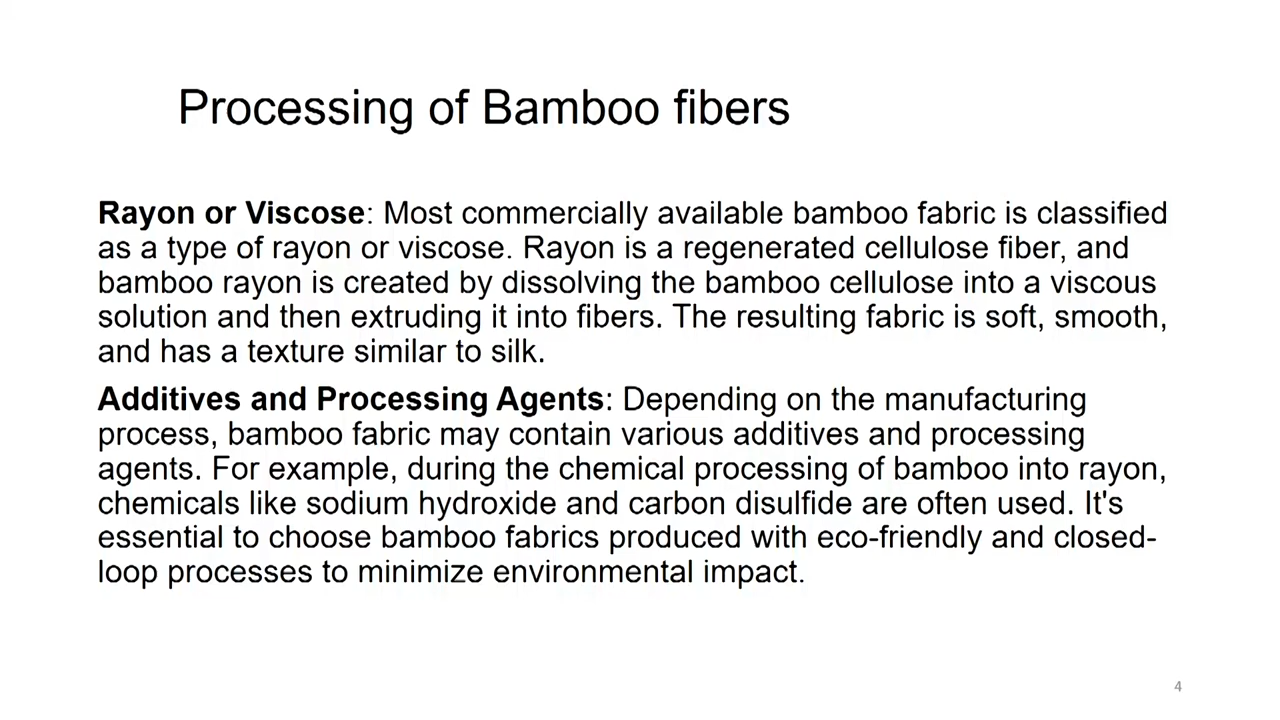 Processing of Bamboo fibers
Rayon or Viscose: Most commercially available bamboo fabric is classified
as a type of rayon or viscose. Rayon is a regenerated cellulose fiber, and
bamboo rayon is created by dissolving the bamboo cellulose into a viscous
solution and then extruding it into fibers. The resulting fabric is soft, smooth,
and has a texture similar to silk.
Additives and Processing Agents: Depending on the manufacturing
process, bamboo fabric may contain various additives and processing
agents. For example, during the chemical processing of bamboo into rayon,
chemicals like sodium hydroxide and carbon disulfide are often used. It's
essential to choose bamboo fabrics produced with eco-friendly and closed-
loop processes to minimize environmental impact.
4